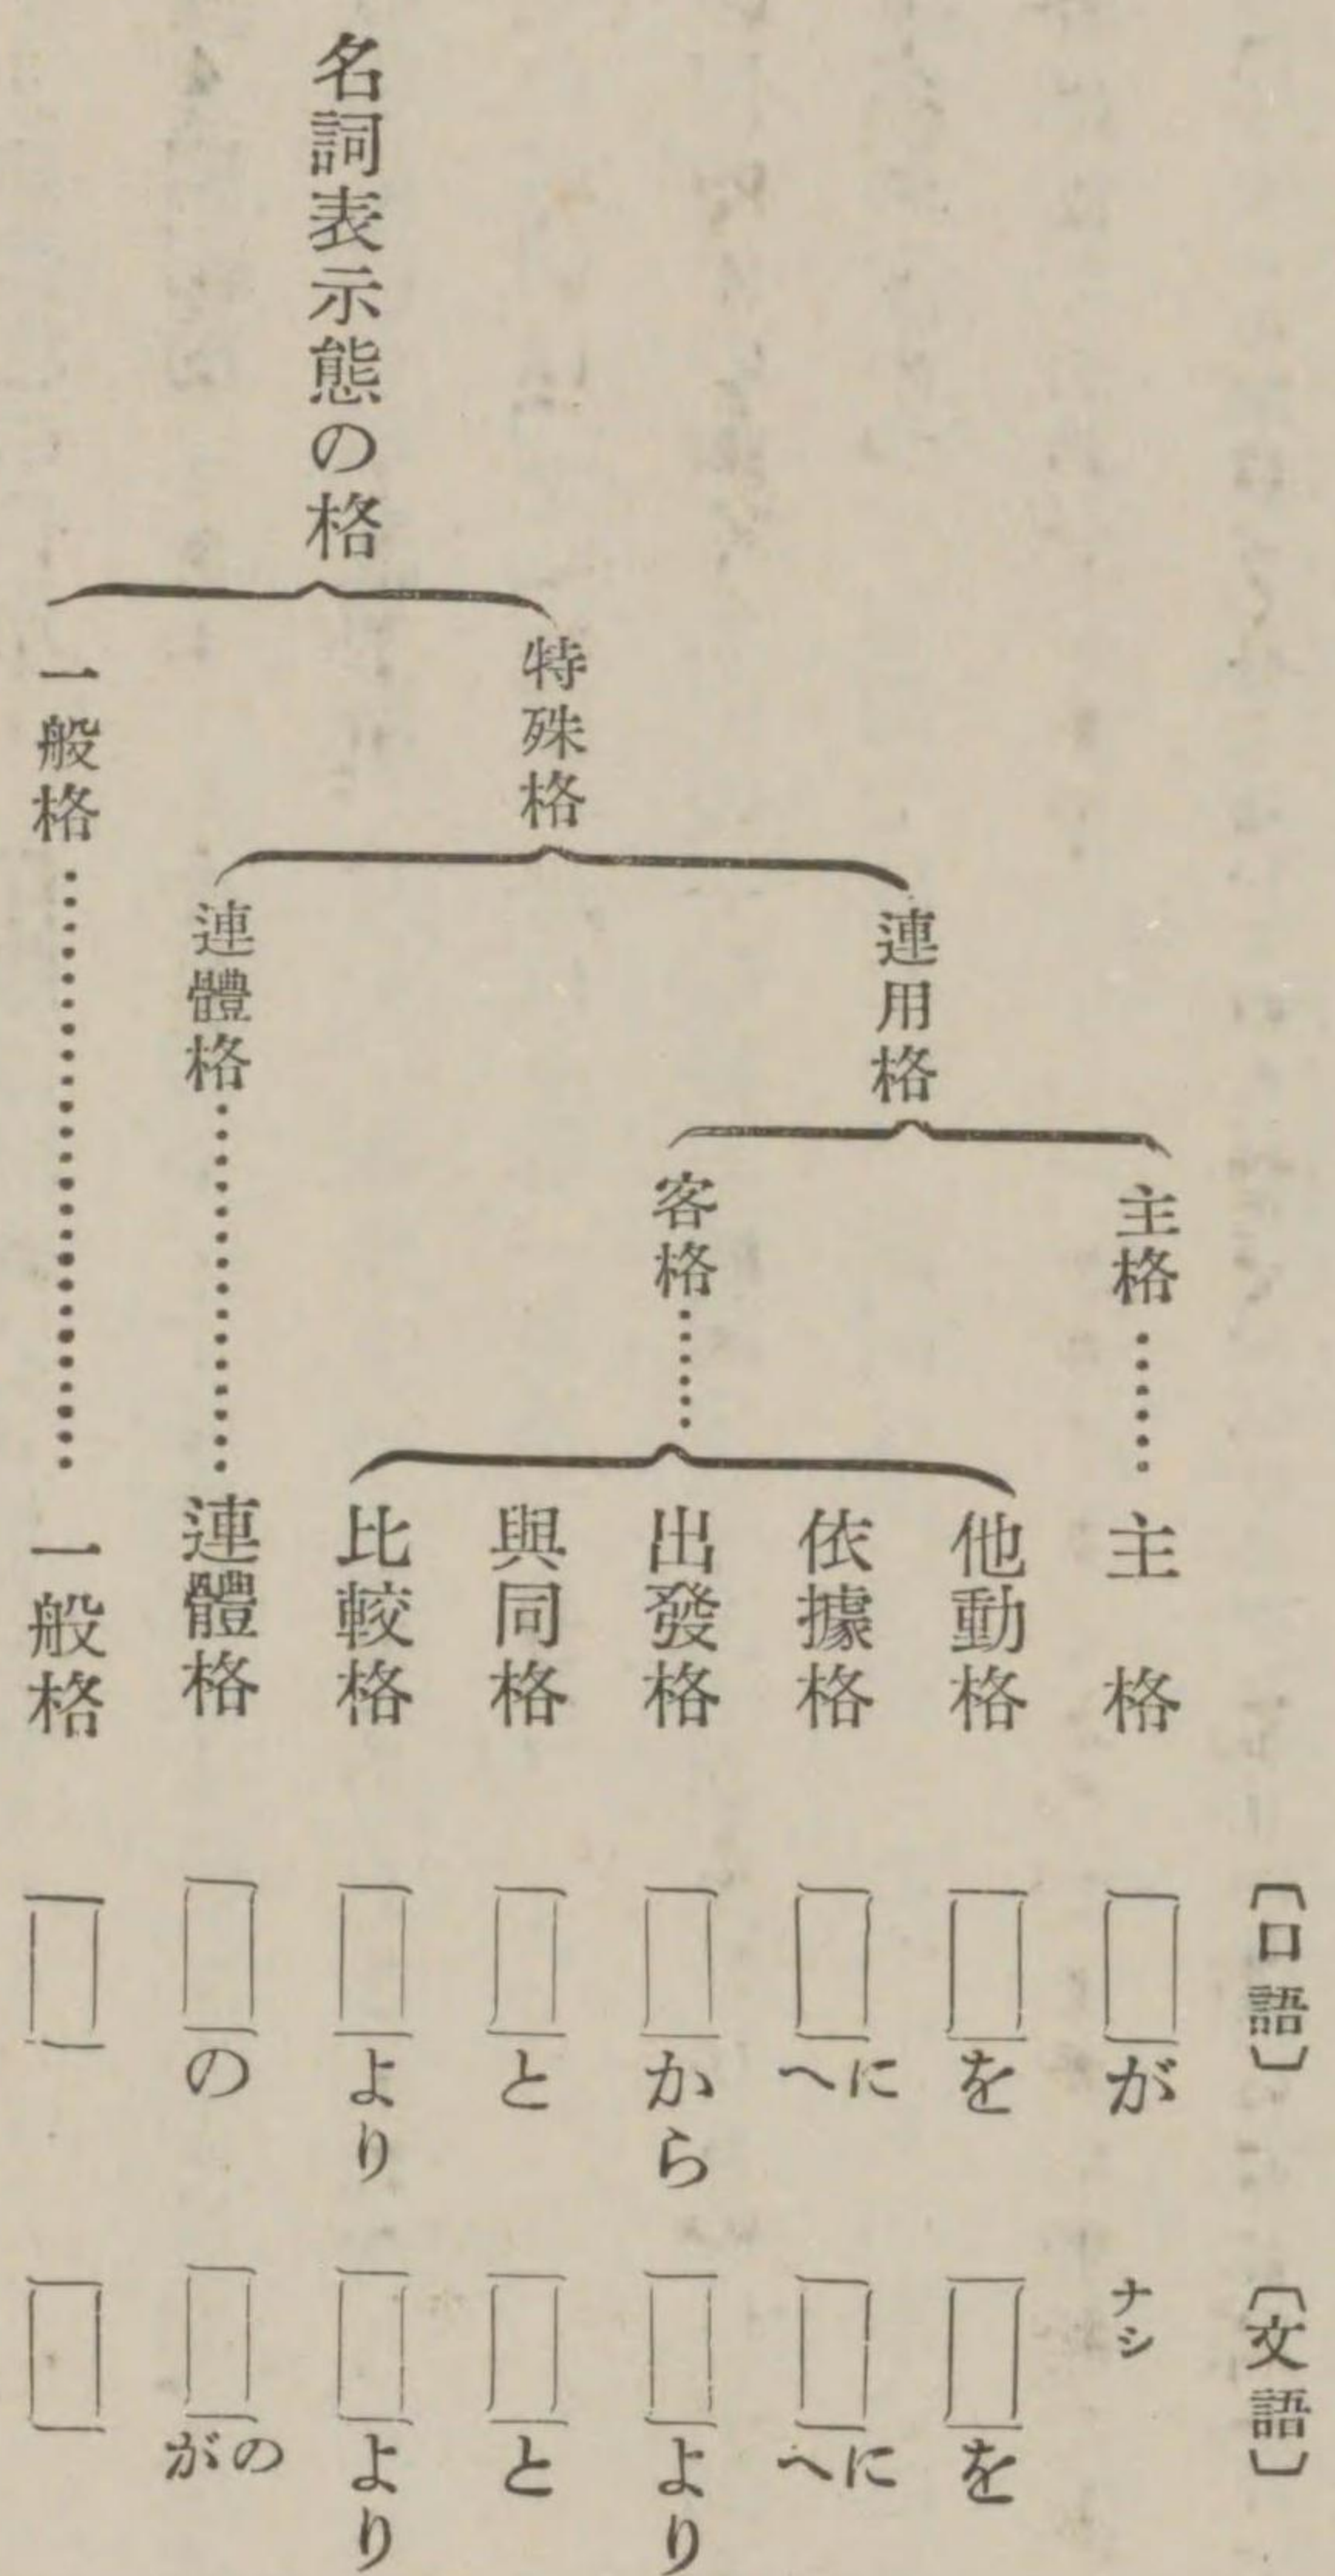 〔口語〕 〔文語〕
主格……主格 □が ナシ
他動格 □を □を
依據格 □にへ □にへ
連用格
客格……出發格 □から □より
特殊格
與同格 □と □と
名詞表示態の格
比較格 □より □より
連體格……連體格 □の □のが
一般格……一般格 □ □